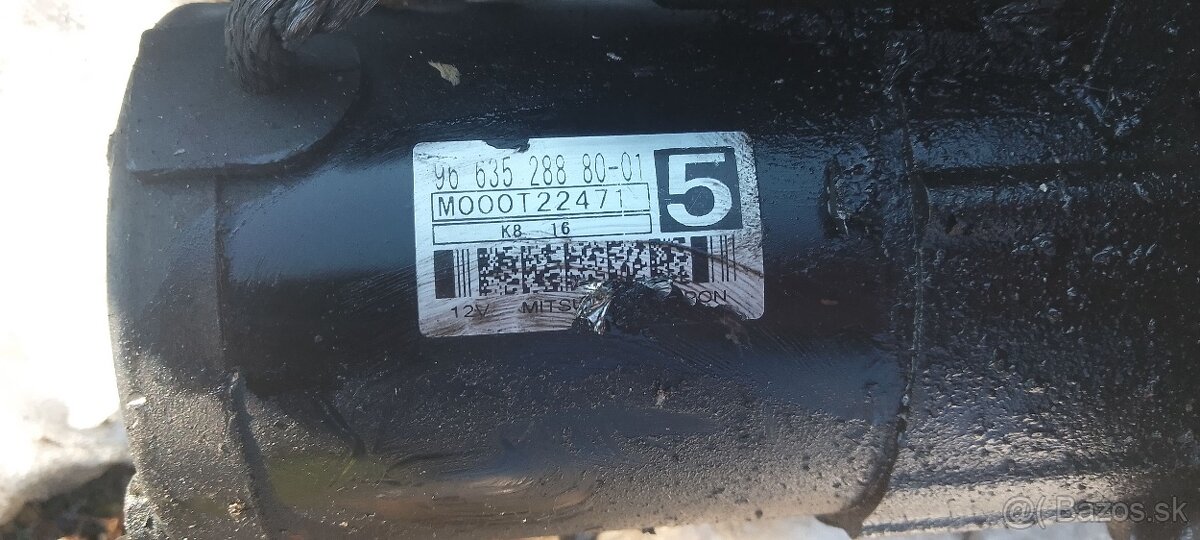 96 635 288 80-01
5
M000T22471
K8 16
12V
@(-Bazos.sk